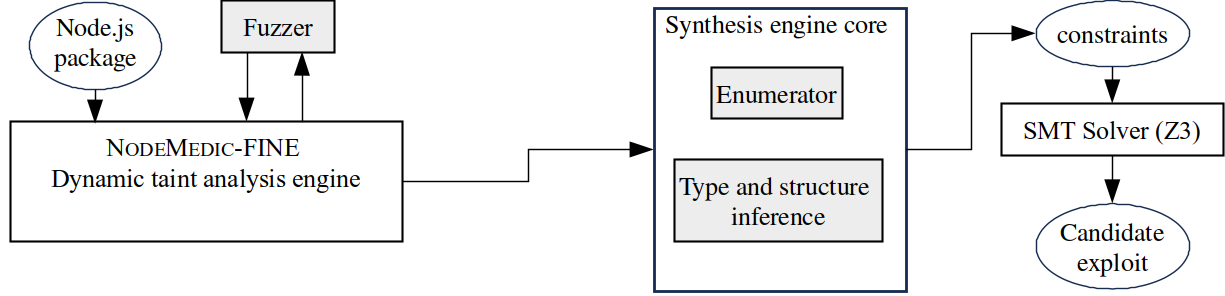 Node.js
package
Fuzzer
NODEMEDIC-FINE
Dynamic taint analysis engine
Synthesis engine core
Enumerator
Type and structure
inference
constraints
SMT Solver (Z3)
Candidate
exploit